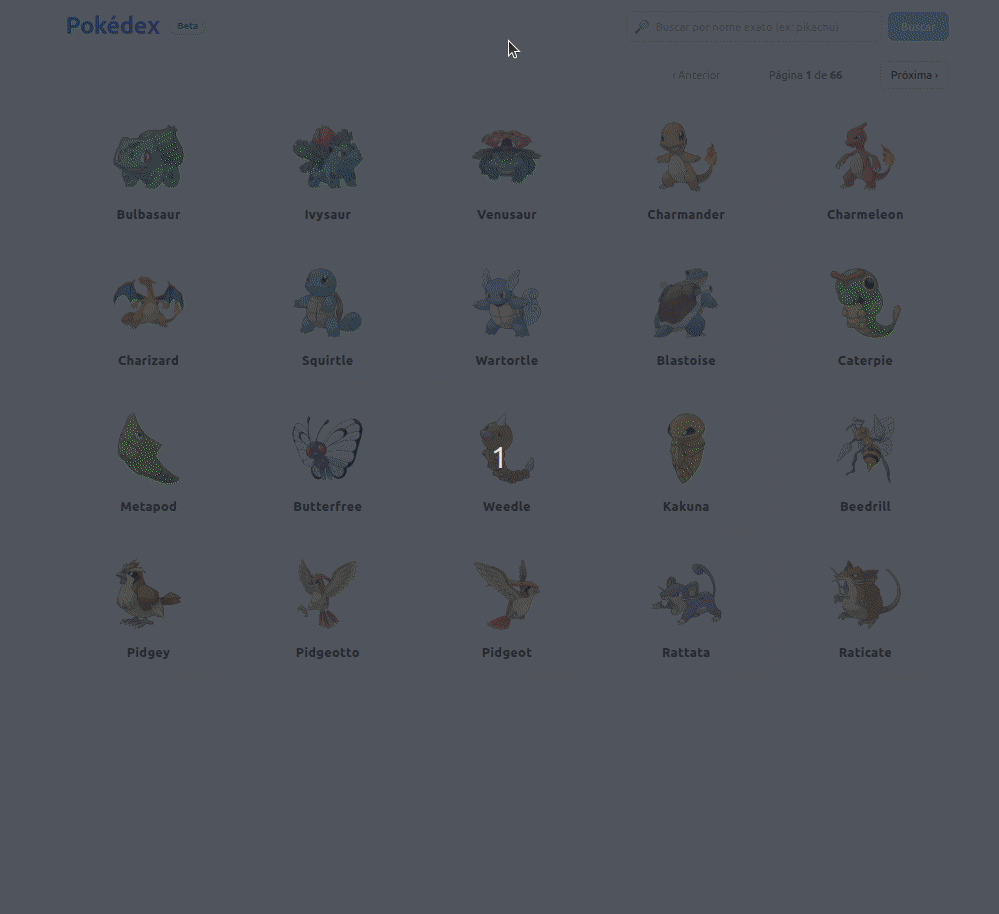 Pokédex Beta
🔎 Buscar por nome exato (ex: pikachu) Buscar
‹ Anterior Página 1 de 66 Próxima ›
Bulbasaur Ivysaur Venusaur Charmander Charmeleon
Charizard Squirtle Wartortle Blastoise Caterpie
1
Metapod Butterfree Weedle Kakuna Beedrill
Pidgey Pidgeotto Pidgeot Rattata Raticate